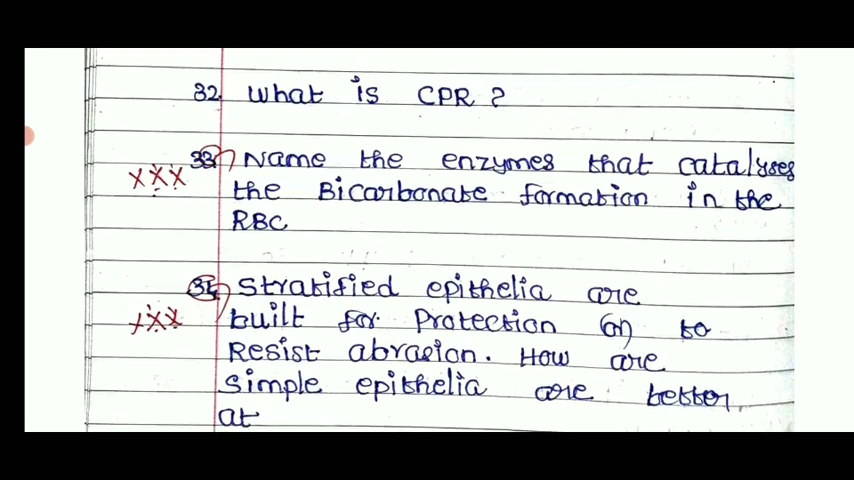 32 What is CPR ?
33 Name the enzymes that catalyses
xxx
the Bicarbonate formation in the
RBC
34 Stratified epithelia are
xxx
built for Protection (or) to
Resist abrasion. How are
Simple epithelia are better
at